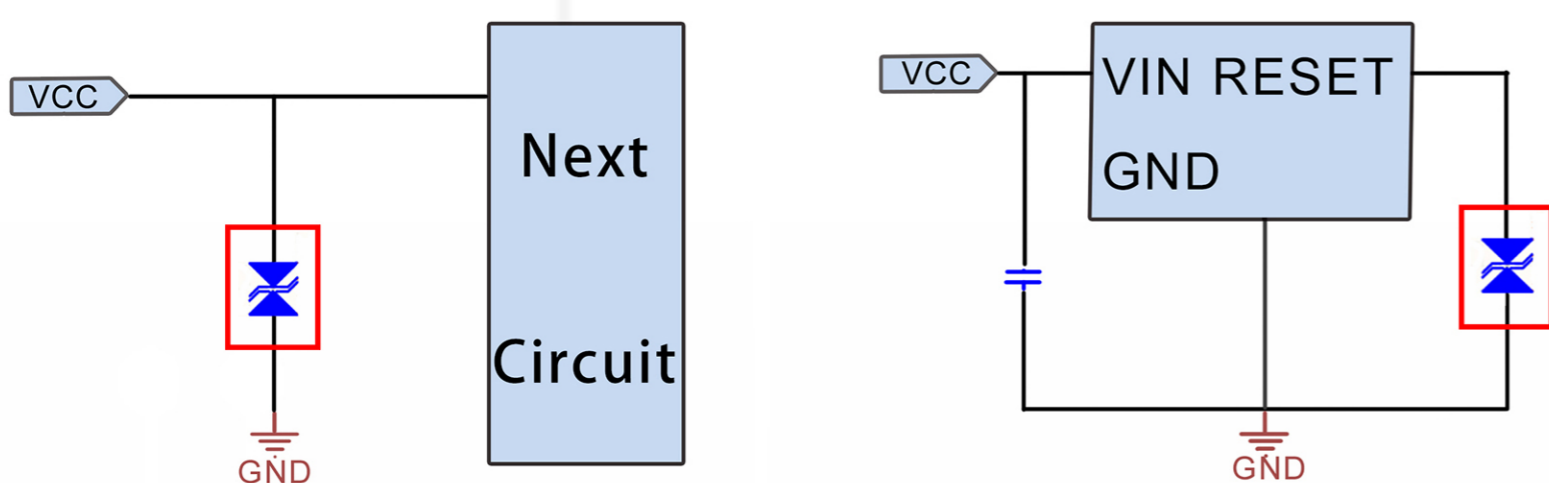 VCC
Next
Circuit
GND
VCC
VIN RESET
GND
GND